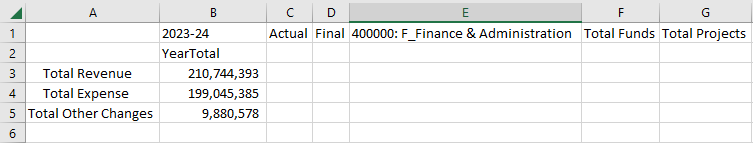 A B C D E F G
1 2023-24 Actual Final 400000: F_Finance & Administration Total Funds Total Projects
2 YearTotal
3 Total Revenue 210,744,393
4 Total Expense 199,045,385
5 Total Other Changes 9,880,578
6